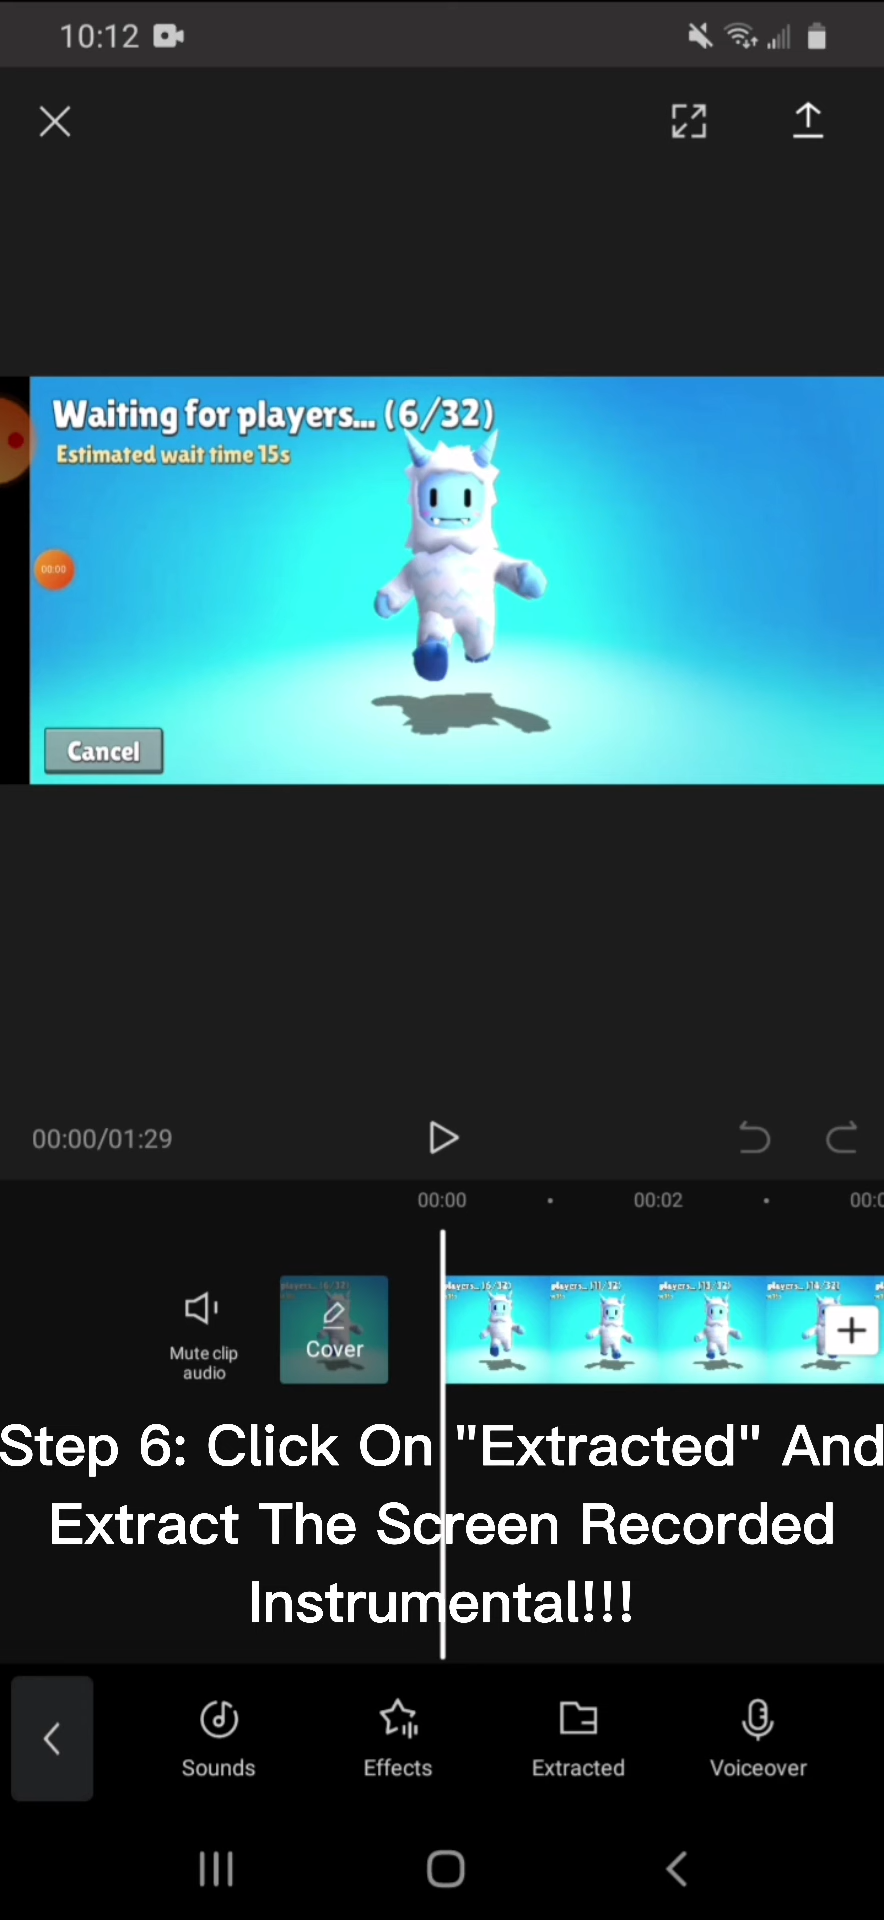 10:12
Waiting for players... (6/32)
Estimated wait time 15s
00:00
Cancel
00:00/01:29
00:00
00:02
Mute clip
audio
Cover
Step 6: Click On "Extracted" And
Extract The Screen Recorded
Instrumental!!!
Sounds
Effects
Extracted
Voiceover